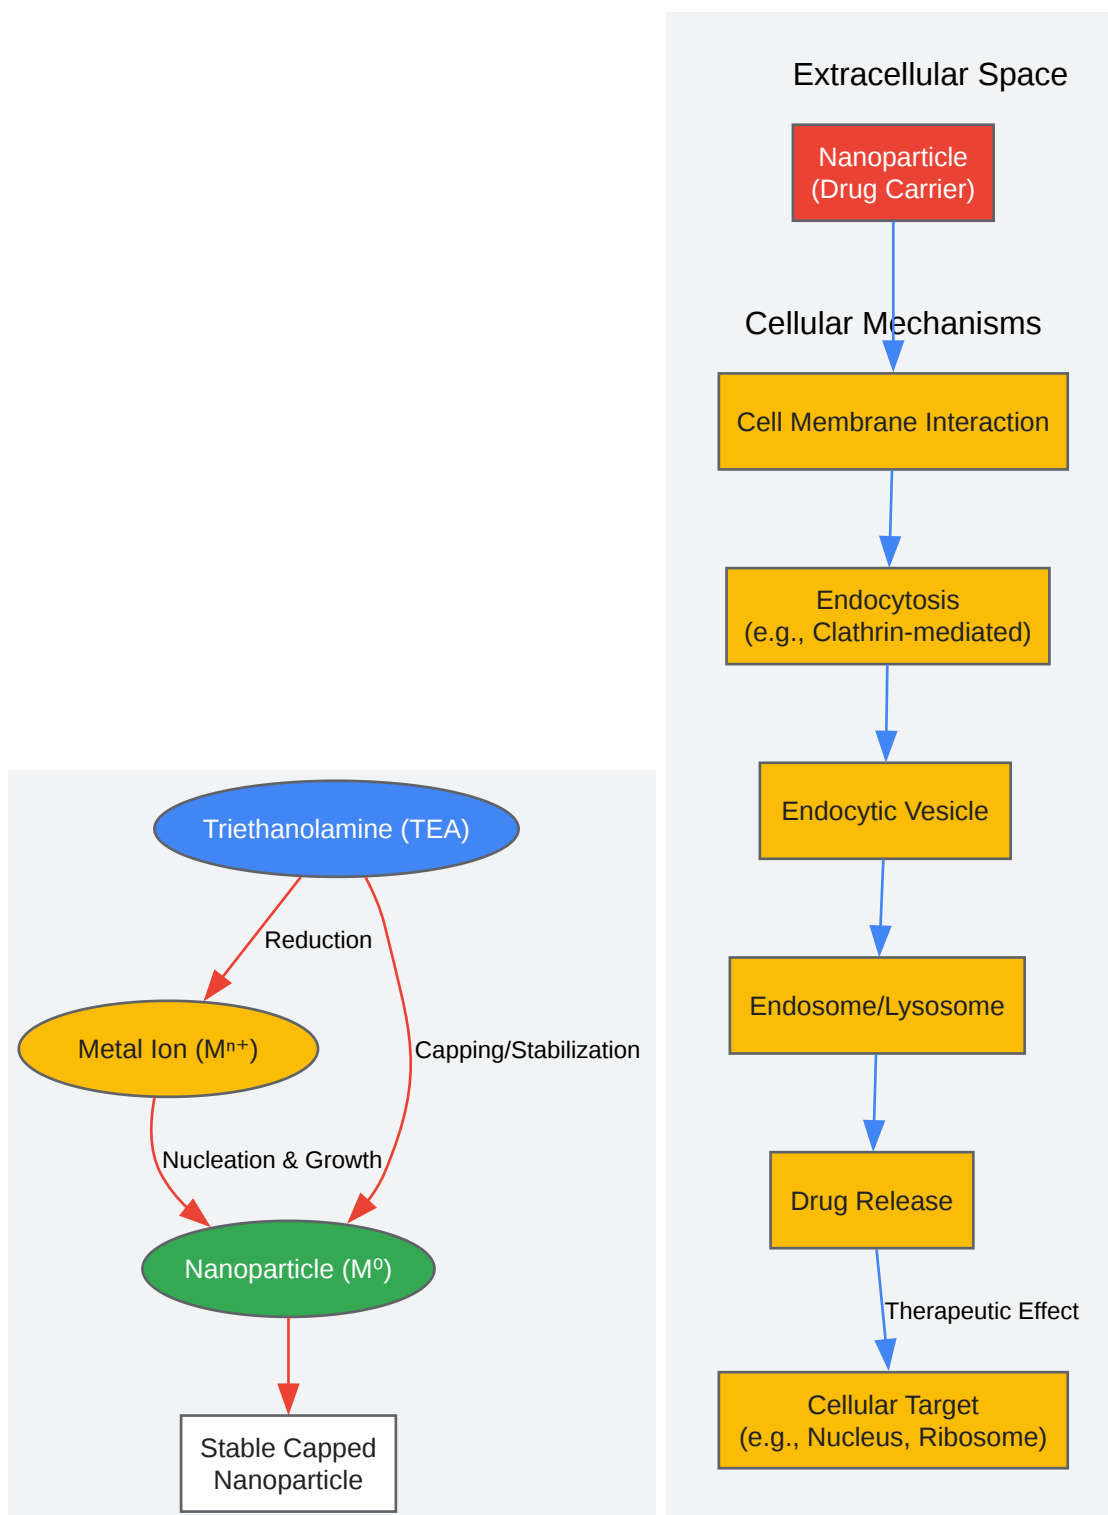 Extracellular Space
Nanoparticle
(Drug Carrier)
Cellular Mechanisms
Cell Membrane Interaction
Endocytosis
(e.g., Clathrin-mediated)
Endocytic Vesicle
Endosome/Lysosome
Drug Release
Therapeutic Effect
Cellular Target
(e.g., Nucleus, Ribosome)
Triethanolamine (TEA)
Reduction
Metal Ion (Mⁿ⁺)
Capping/Stabilization
Nucleation & Growth
Nanoparticle (M⁰)
Stable Capped
Nanoparticle